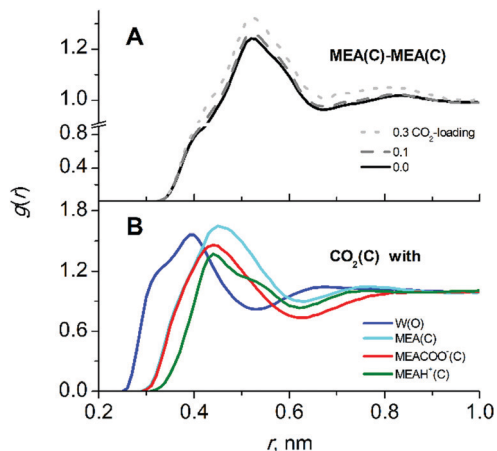 A
MEA(C)-MEA(C)
1.2
1.0
0.8
0.4
0.3 CO₂-loading
0.1
0.0
g(r)
B
CO₂(C) with
1.8
1.2
0.6
0.0
W(O)
MEA(C)
MEACOO⁻(C)
MEAH⁺(C)
0.2 0.4 0.6 0.8 1.0
r, nm